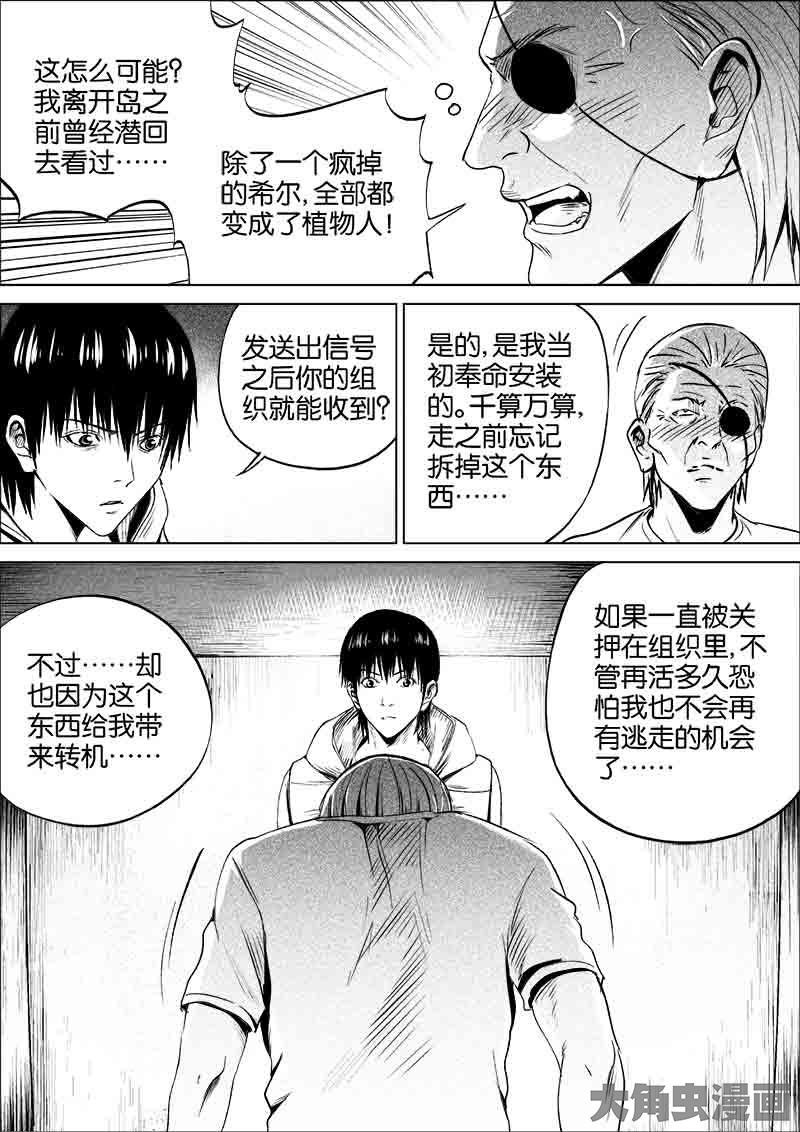 这怎么可能？
我离开岛之
前曾经潜回
去看过……
除了一个疯掉
的希尔，全部都
变成了植物人！
发送出信号
之后你的组
织就能收到？
是的，是我当
初奉命安装
的。千算万算，
走之前忘记
拆掉这个东
西……
不过……却
也因为这个
东西给我带
来转机……
如果一直被关
押在组织里，不
管再活多久恐
怕我也不会再
有逃走的机会
了……
大角虫漫画